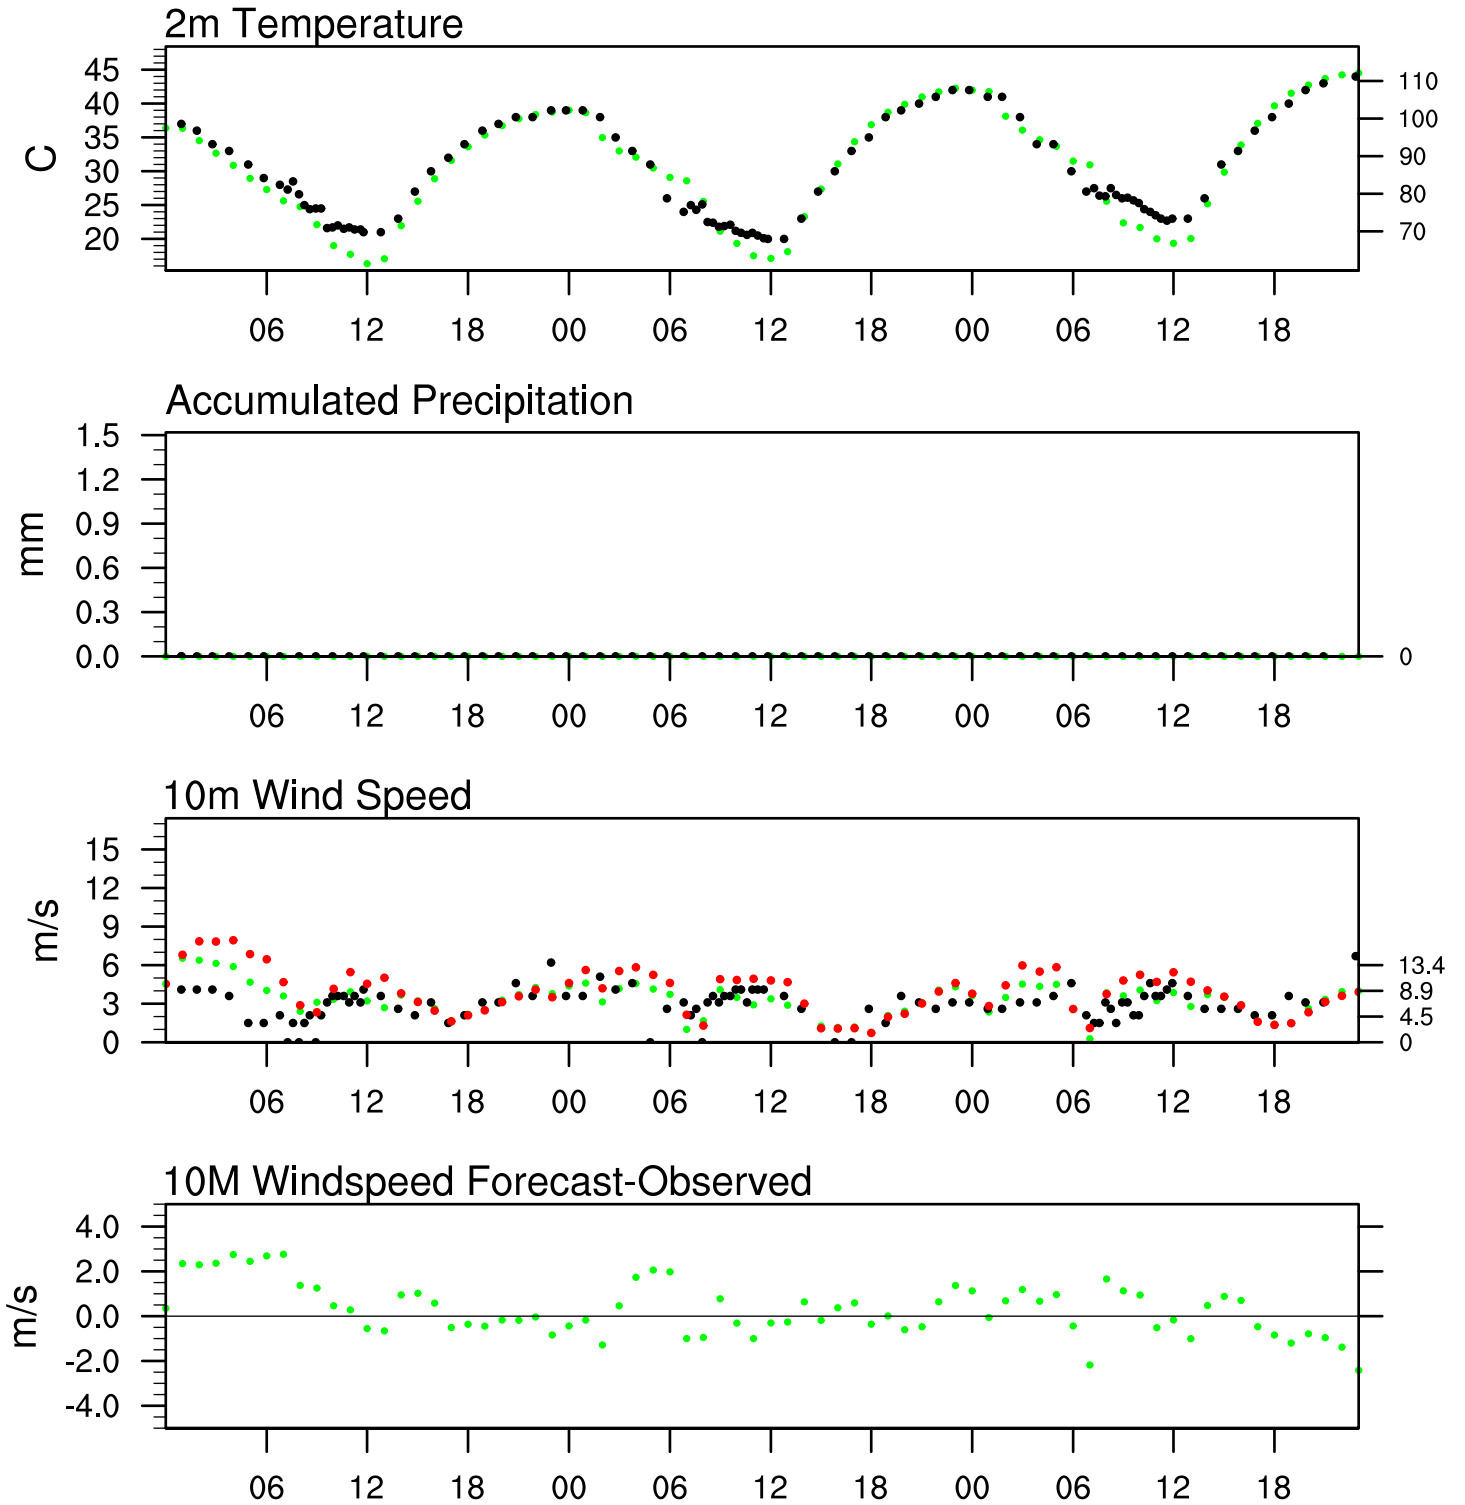 2m Temperature
45
40
35
30
25
20
C
110
100
90
80
70
06 12 18 00 06 12 18 00 06 12 18
Accumulated Precipitation
1.5
1.2
0.9
0.6
0.3
0.0
mm
0
06 12 18 00 06 12 18 00 06 12 18
10m Wind Speed
15
12
9
6
3
0
m/s
13.4
8.9
4.5
0
06 12 18 00 06 12 18 00 06 12 18
10M Windspeed Forecast-Observed
4.0
2.0
0.0
-2.0
-4.0
m/s
06 12 18 00 06 12 18 00 06 12 18